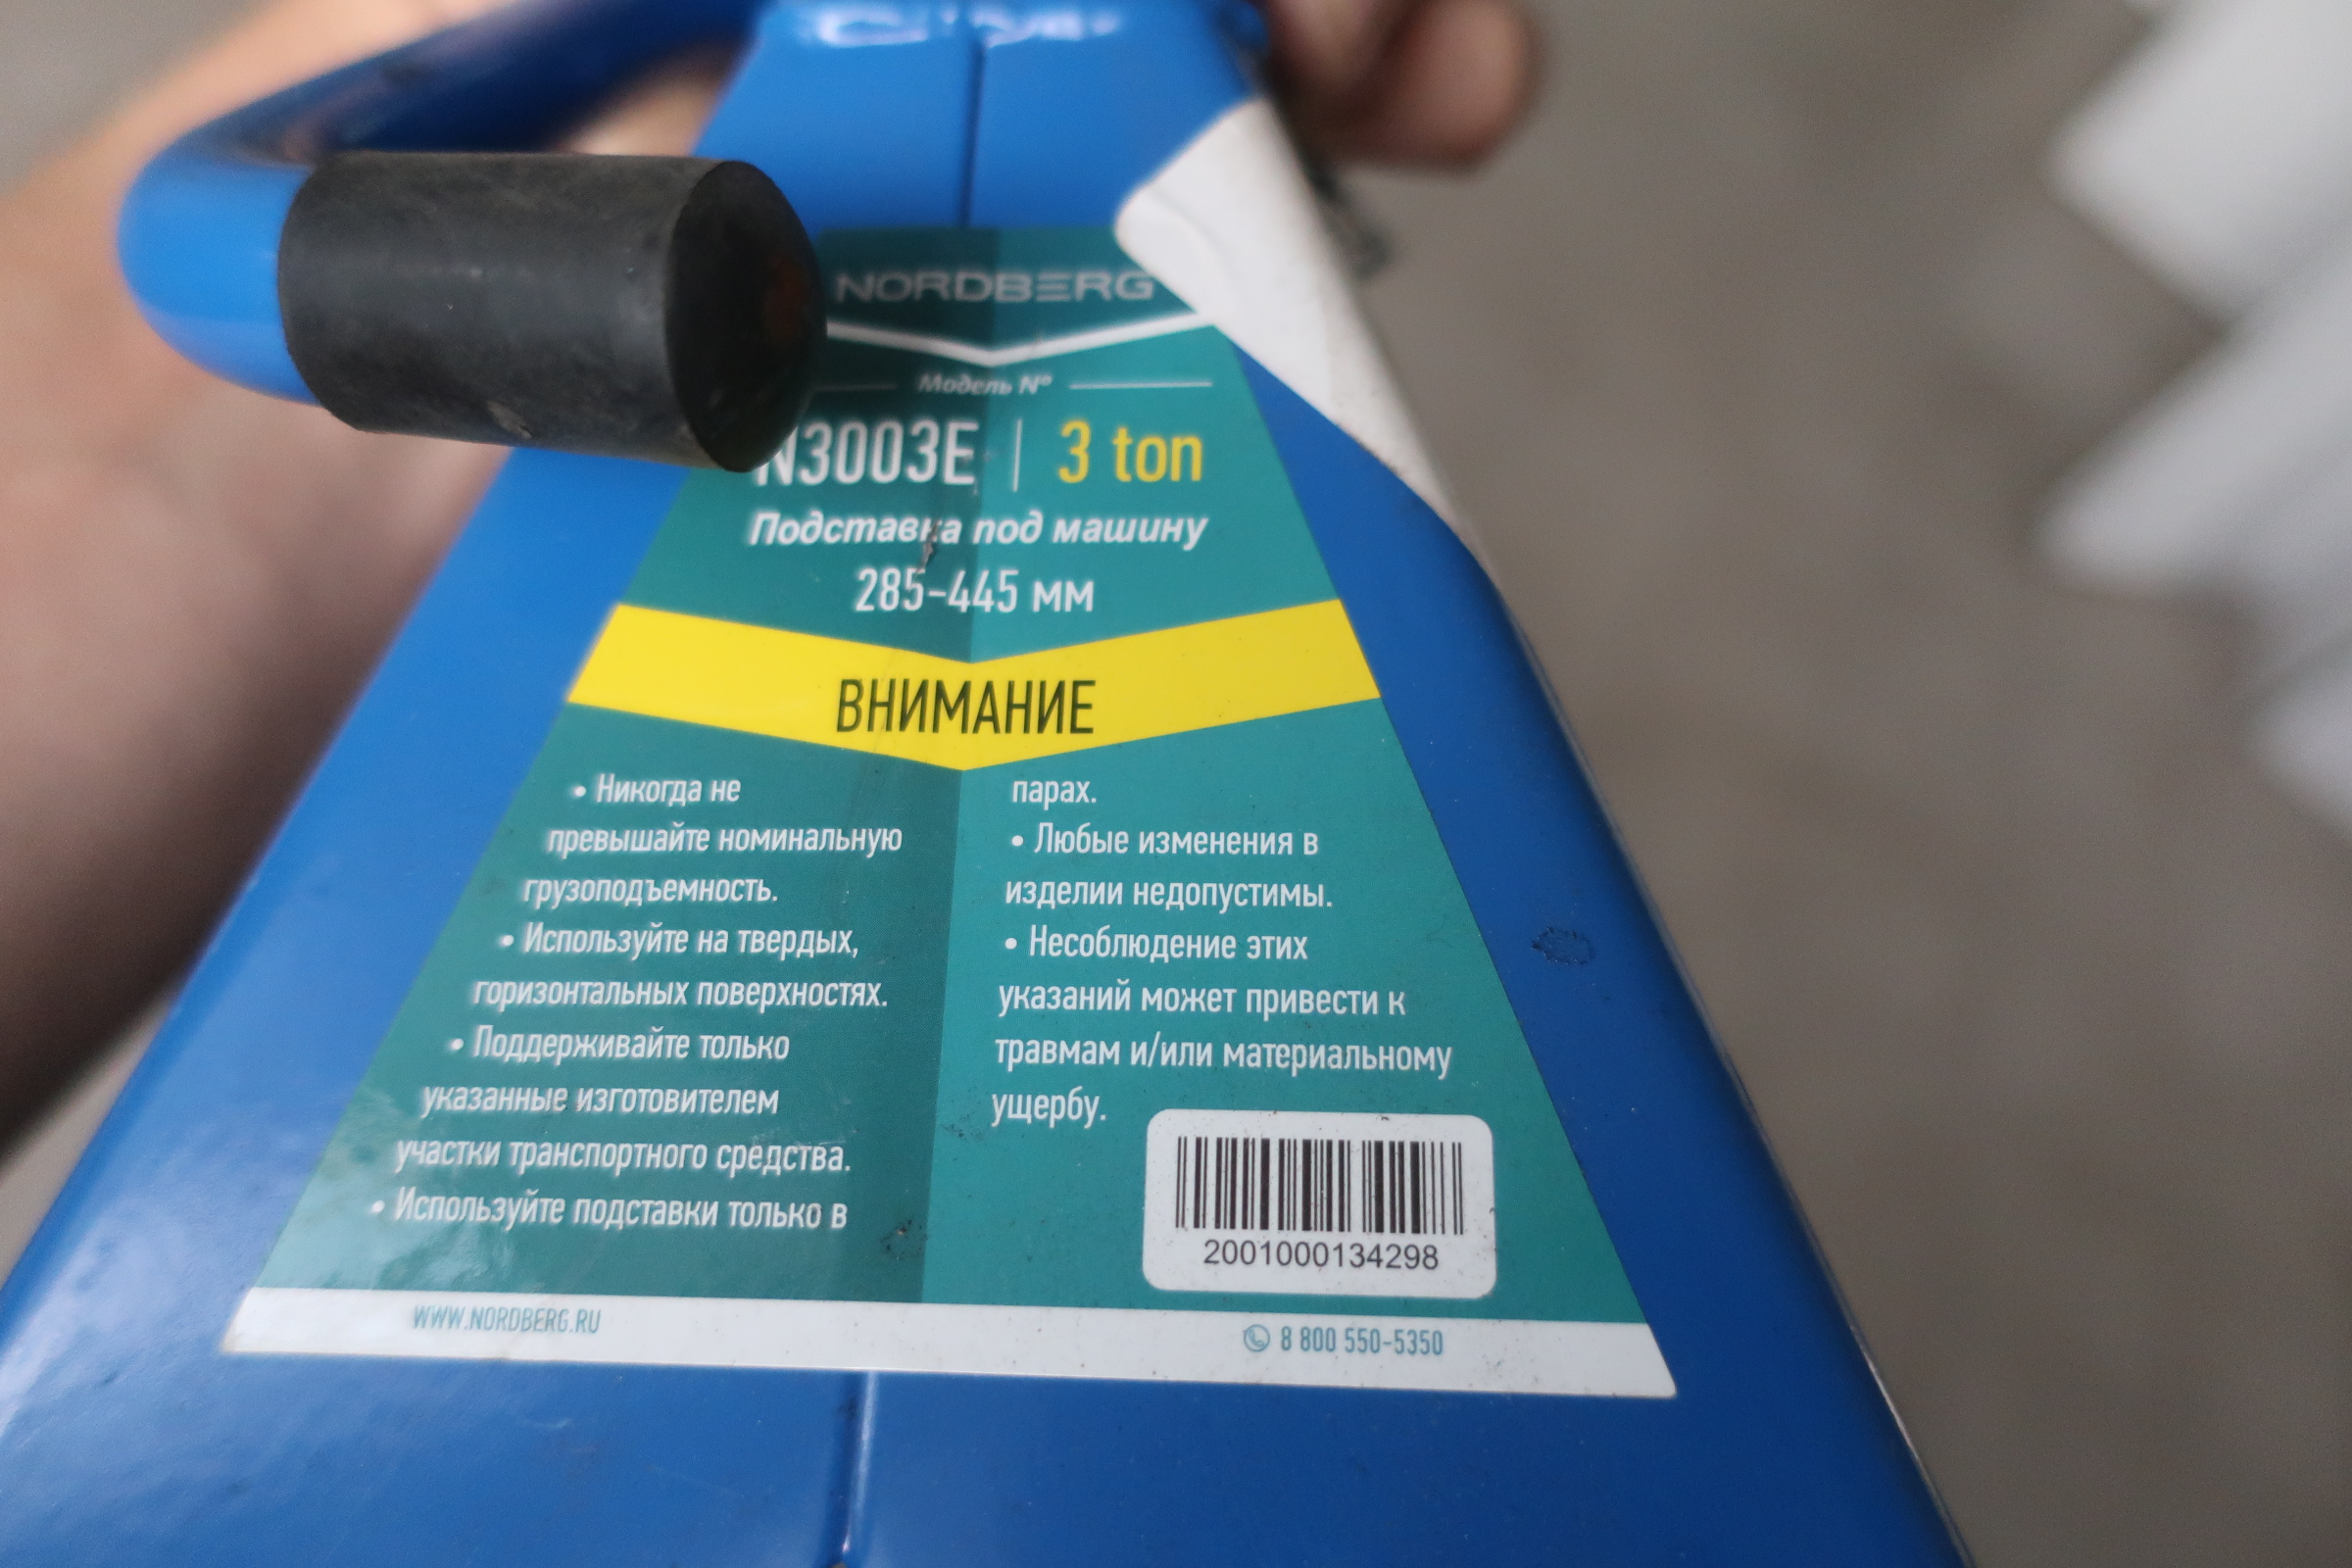 NORDBERG
Модель №
N3003E | 3 ton
Подставка под машину
285-445 мм
ВНИМАНИЕ
• Никогда не
превышайте номинальную
грузоподъемность.
• Используйте на твердых,
горизонтальных поверхностях.
• Поддерживайте только
указанные изготовителем
участки транспортного средства.
• Используйте подставки только в
парах.
• Любые изменения в
изделии недопустимы.
• Несоблюдение этих
указаний может привести к
травмам и/или материальному
ущербу.
2001000134298
WWW.NORDBERG.RU
8 800 550-5350